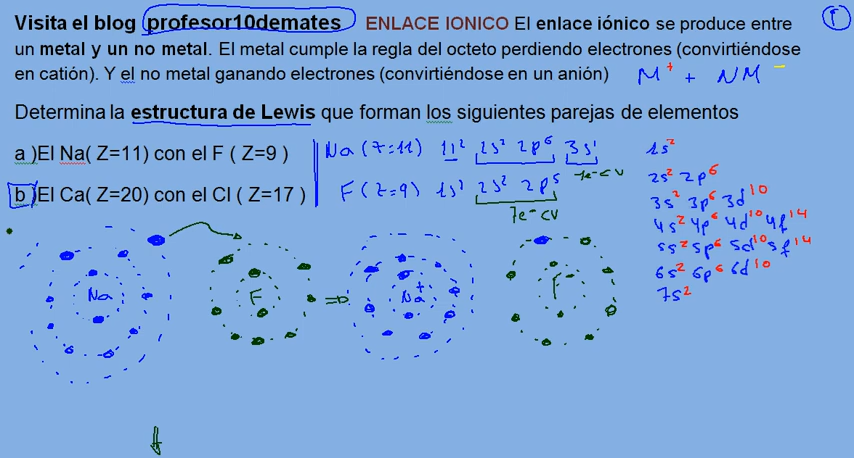 Visita el blog profesor10demates ENLACE IONICO El enlace iónico se produce entre
un metal y un no metal. El metal cumple la regla del octeto perdiendo electrones (convirtiéndose
en catión). Y el no metal ganando electrones (convirtiéndose en un anión) M⁺ + NM⁻
1
Determina la estructura de Lewis que forman los siguientes parejas de elementos
a )El Na( Z=11) con el F ( Z=9 )
b )El Ca( Z=20) con el Cl ( Z=17 )
Na (Z=11) 1s² 2s² 2p⁶ 3s¹
1e⁻ CV
F (Z=9) 1s² 2s² 2p⁵
7e⁻ CV
1s²
2s² 2p⁶
3s² 3p⁶ 3d¹⁰
4s² 4p⁶ 4d¹⁰ 4f¹⁴
5s² 5p⁶ 5d¹⁰ 5f¹⁴
6s² 6p⁶ 6d¹⁰
7s²
Na F ⇒ Na⁺ F⁻